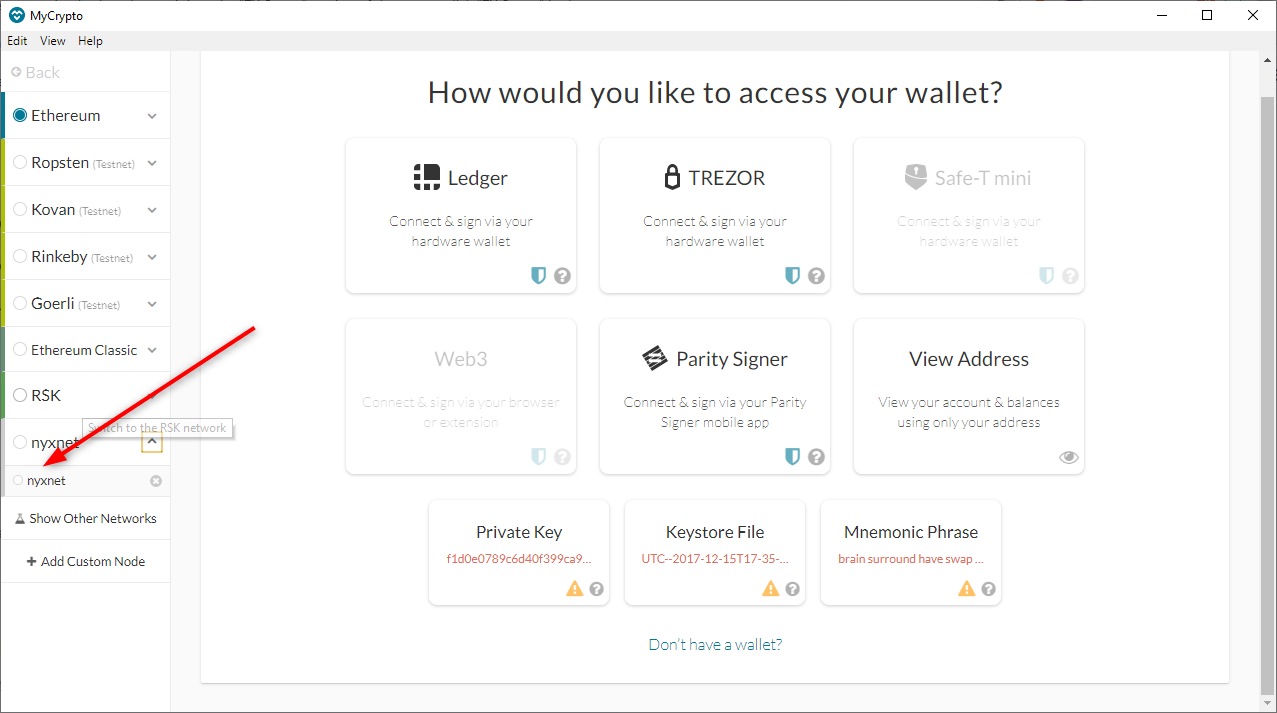 MyCrypto
Edit View Help
Back
Ethereum
Ropsten (Testnet)
Kovan (Testnet)
Rinkeby (Testnet)
Goerli (Testnet)
Ethereum Classic
RSK
Switch to the RSK network
nyxnet
nyxnet
Show Other Networks
Add Custom Node
How would you like to access your wallet?
Ledger
Connect & sign via your
hardware wallet
TREZOR
Connect & sign via your
hardware wallet
Safe-T mini
Connect & sign via your
hardware wallet
Web3
Connect & sign via your browser
or extension
Parity Signer
Connect & sign via your Parity
Signer mobile app
View Address
View your account & balances
using only your address
Private Key
f1d0e0789c6d40f399ca9...
Keystore File
UTC--2017-12-15T17-35-...
Mnemonic Phrase
brain surround have swap ...
Don't have a wallet?